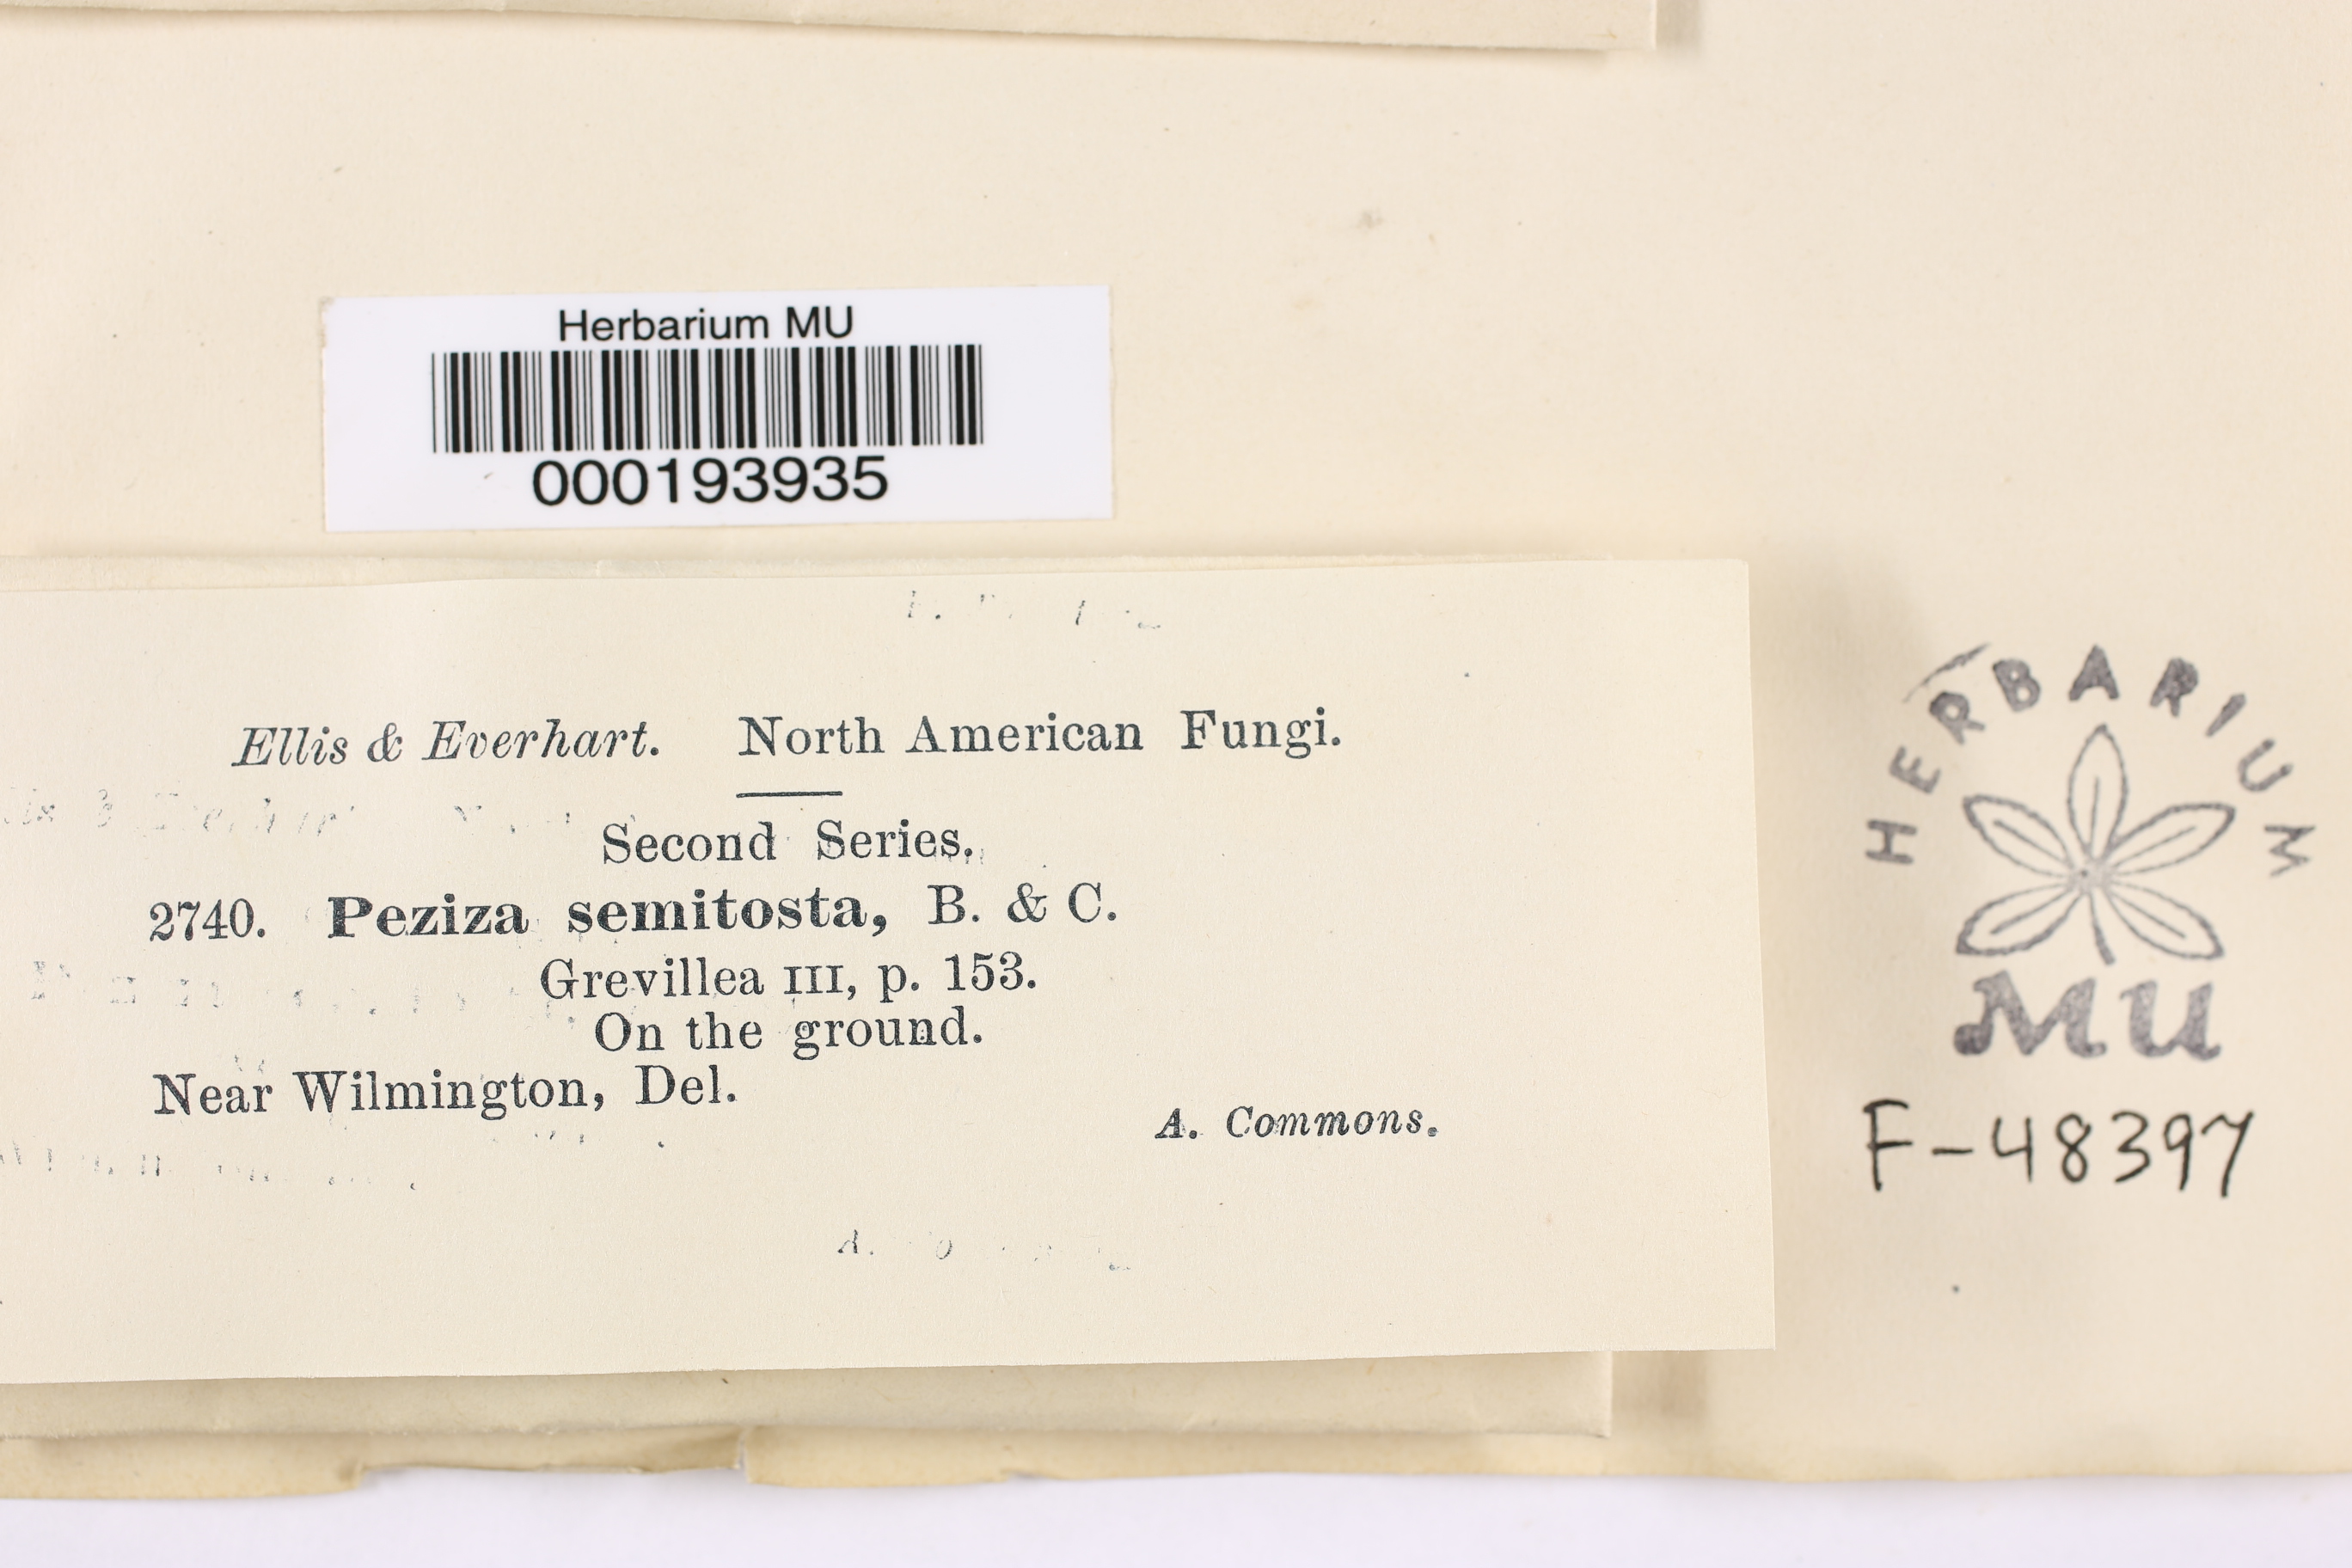 Herbarium MU
000193935
Ellis & Everhart. North American Fungi.
Second Series.
2740. Peziza semitosta, B. & C.
Grevillea III, p. 153.
On the ground.
Near Wilmington, Del.
A. Commons.
HERBARIUM
MU
F-48397